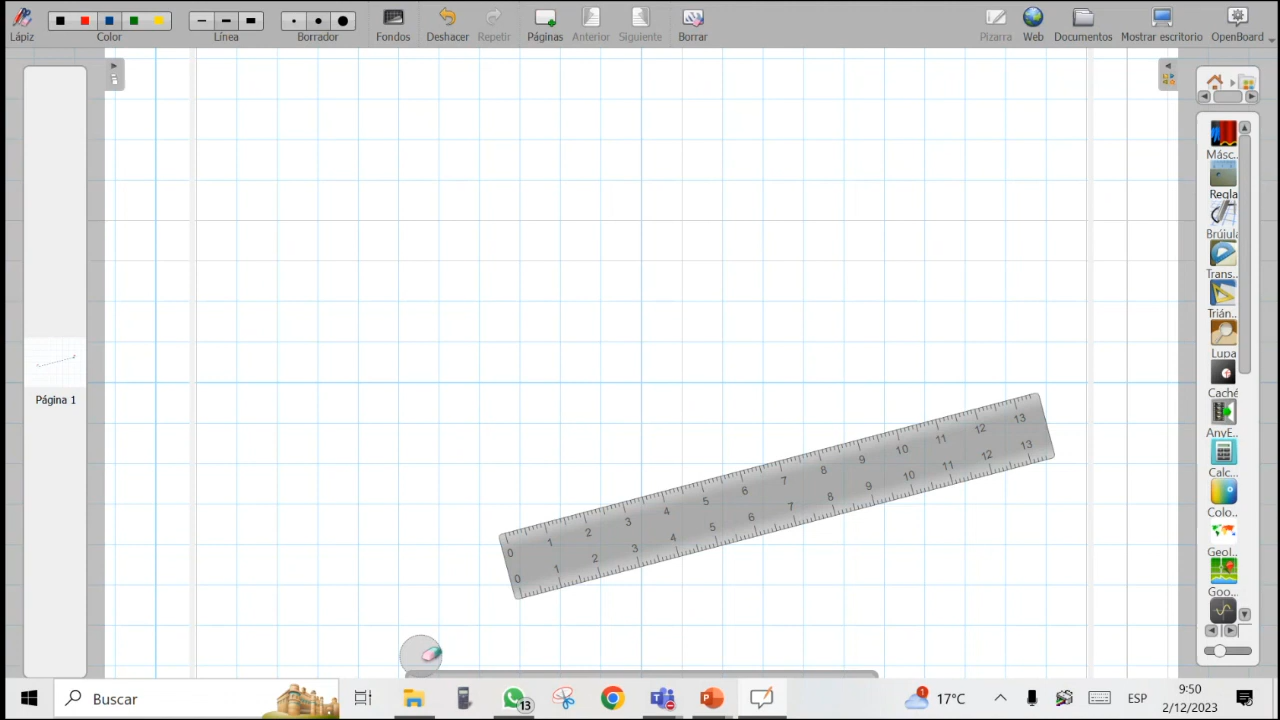 Lápiz
Color
Línea
Borrador
Fondos
Deshacer
Repetir
Páginas
Anterior
Siguiente
Borrar
Pizarra
Web
Documentos
Mostrar escritorio
OpenBoard
Página 1
Másc...
Regla
Brújula
Trans...
Trián...
Lupa
Caché
AnyE...
Calc...
Colo...
Geol...
Goo...
0 1 2 3 4 5 6 7 8 9 10 11 12 13
0 1 2 3 4 5 6 7 8 9 10 11 12 13
Buscar
13
1
17°C
ESP
9:50
2/12/2023